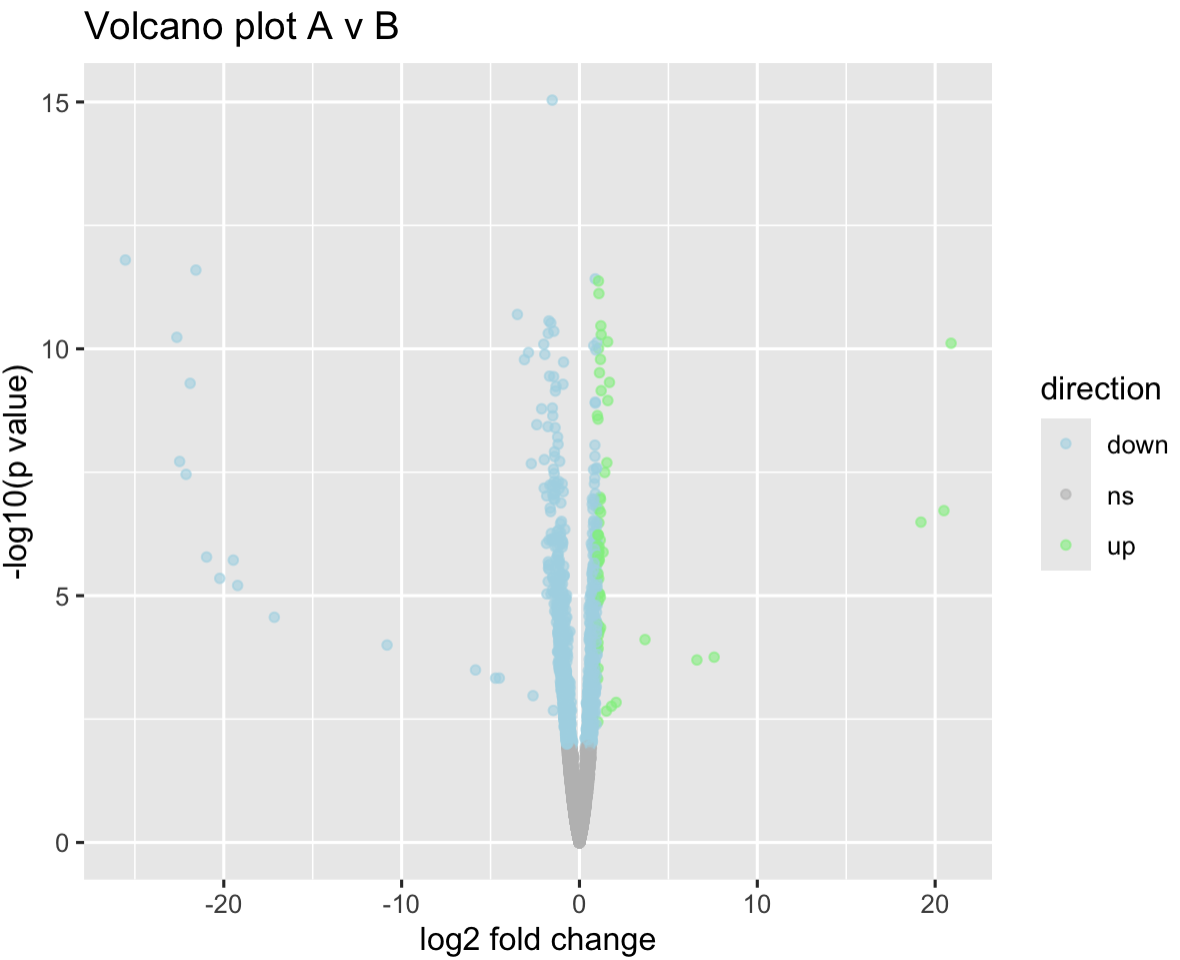 Volcano plot A v B
15
10
5
0
-log10(p value)
-20 -10 0 10 20
log2 fold change
direction
down
ns
up